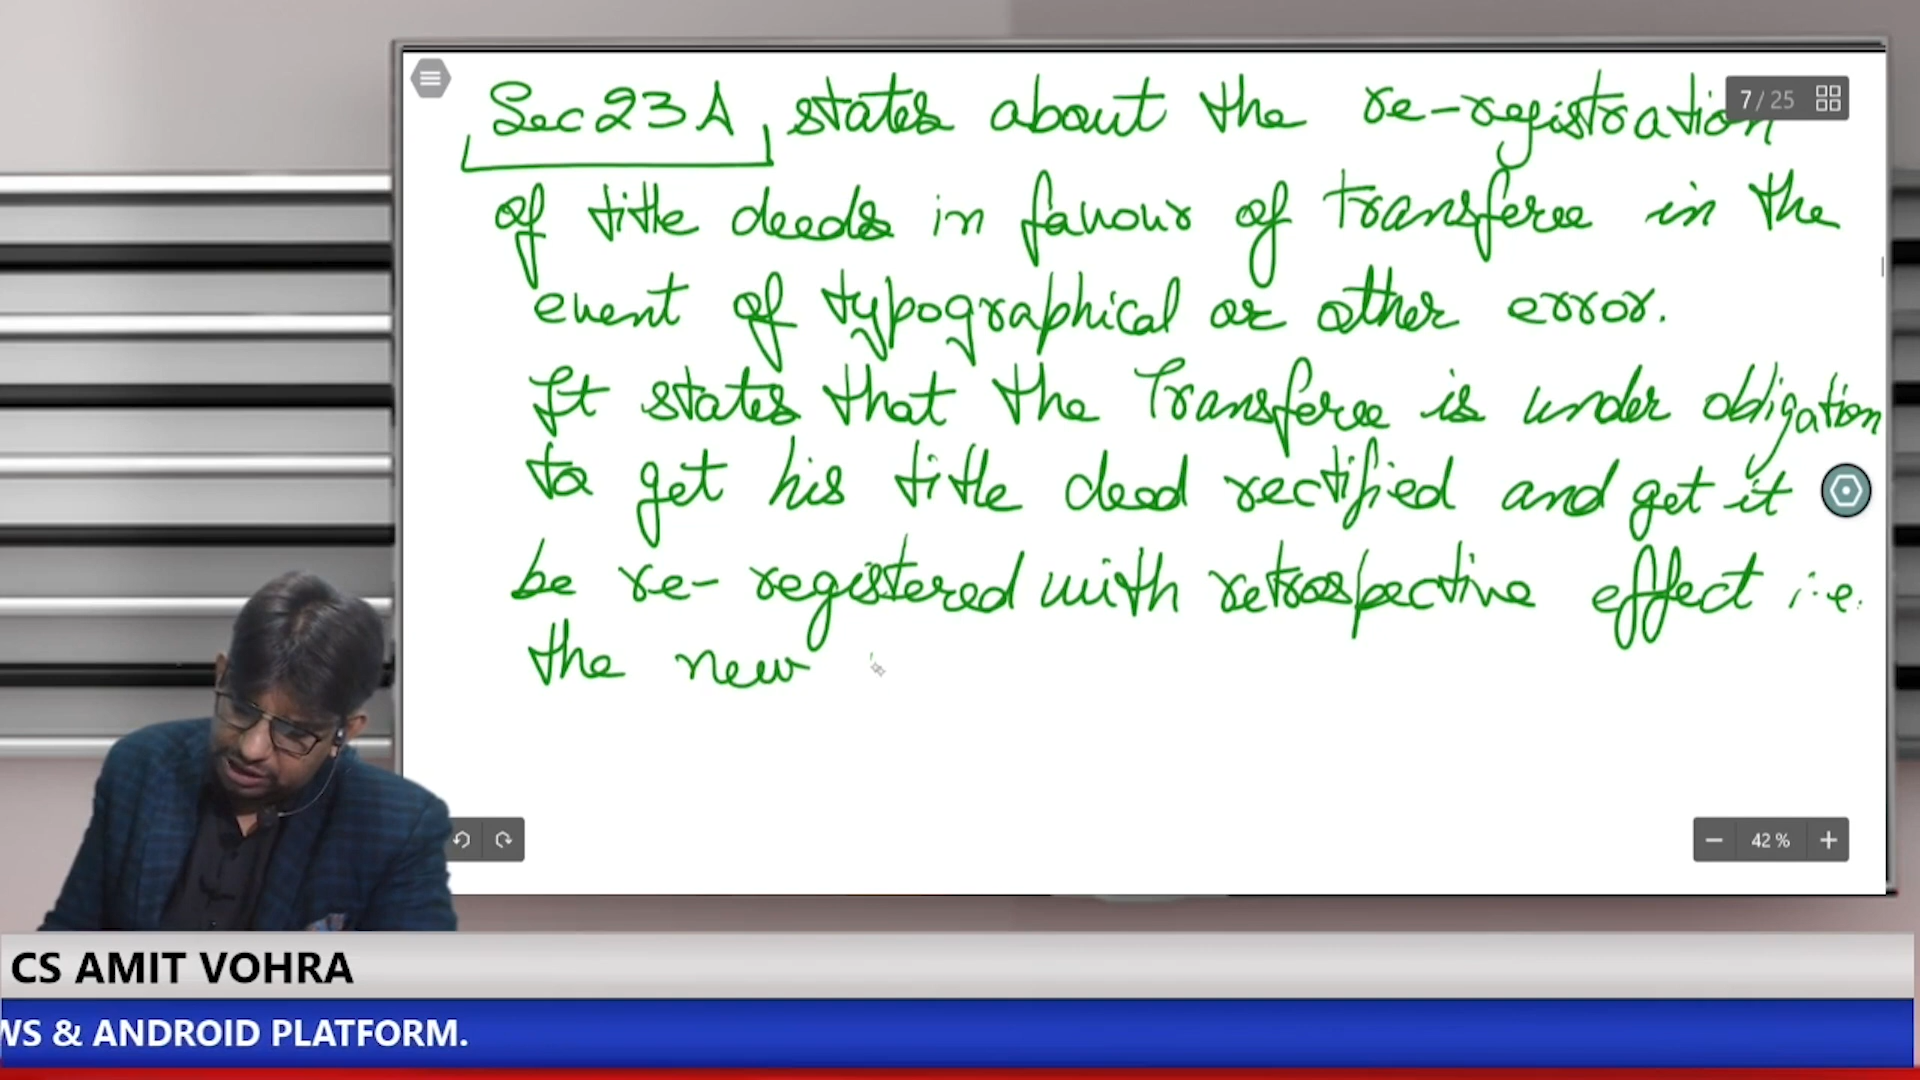 Sec 23A states about the re-registration
7 / 25
of title deeds in favour of transferee in the
event of typographical or other error.
It states that the Transferee is under obligation
to get his title deed rectified and get it
be re-registered with retrospective effect i.e.
the new
42 %
CS AMIT VOHRA
WS & ANDROID PLATFORM.